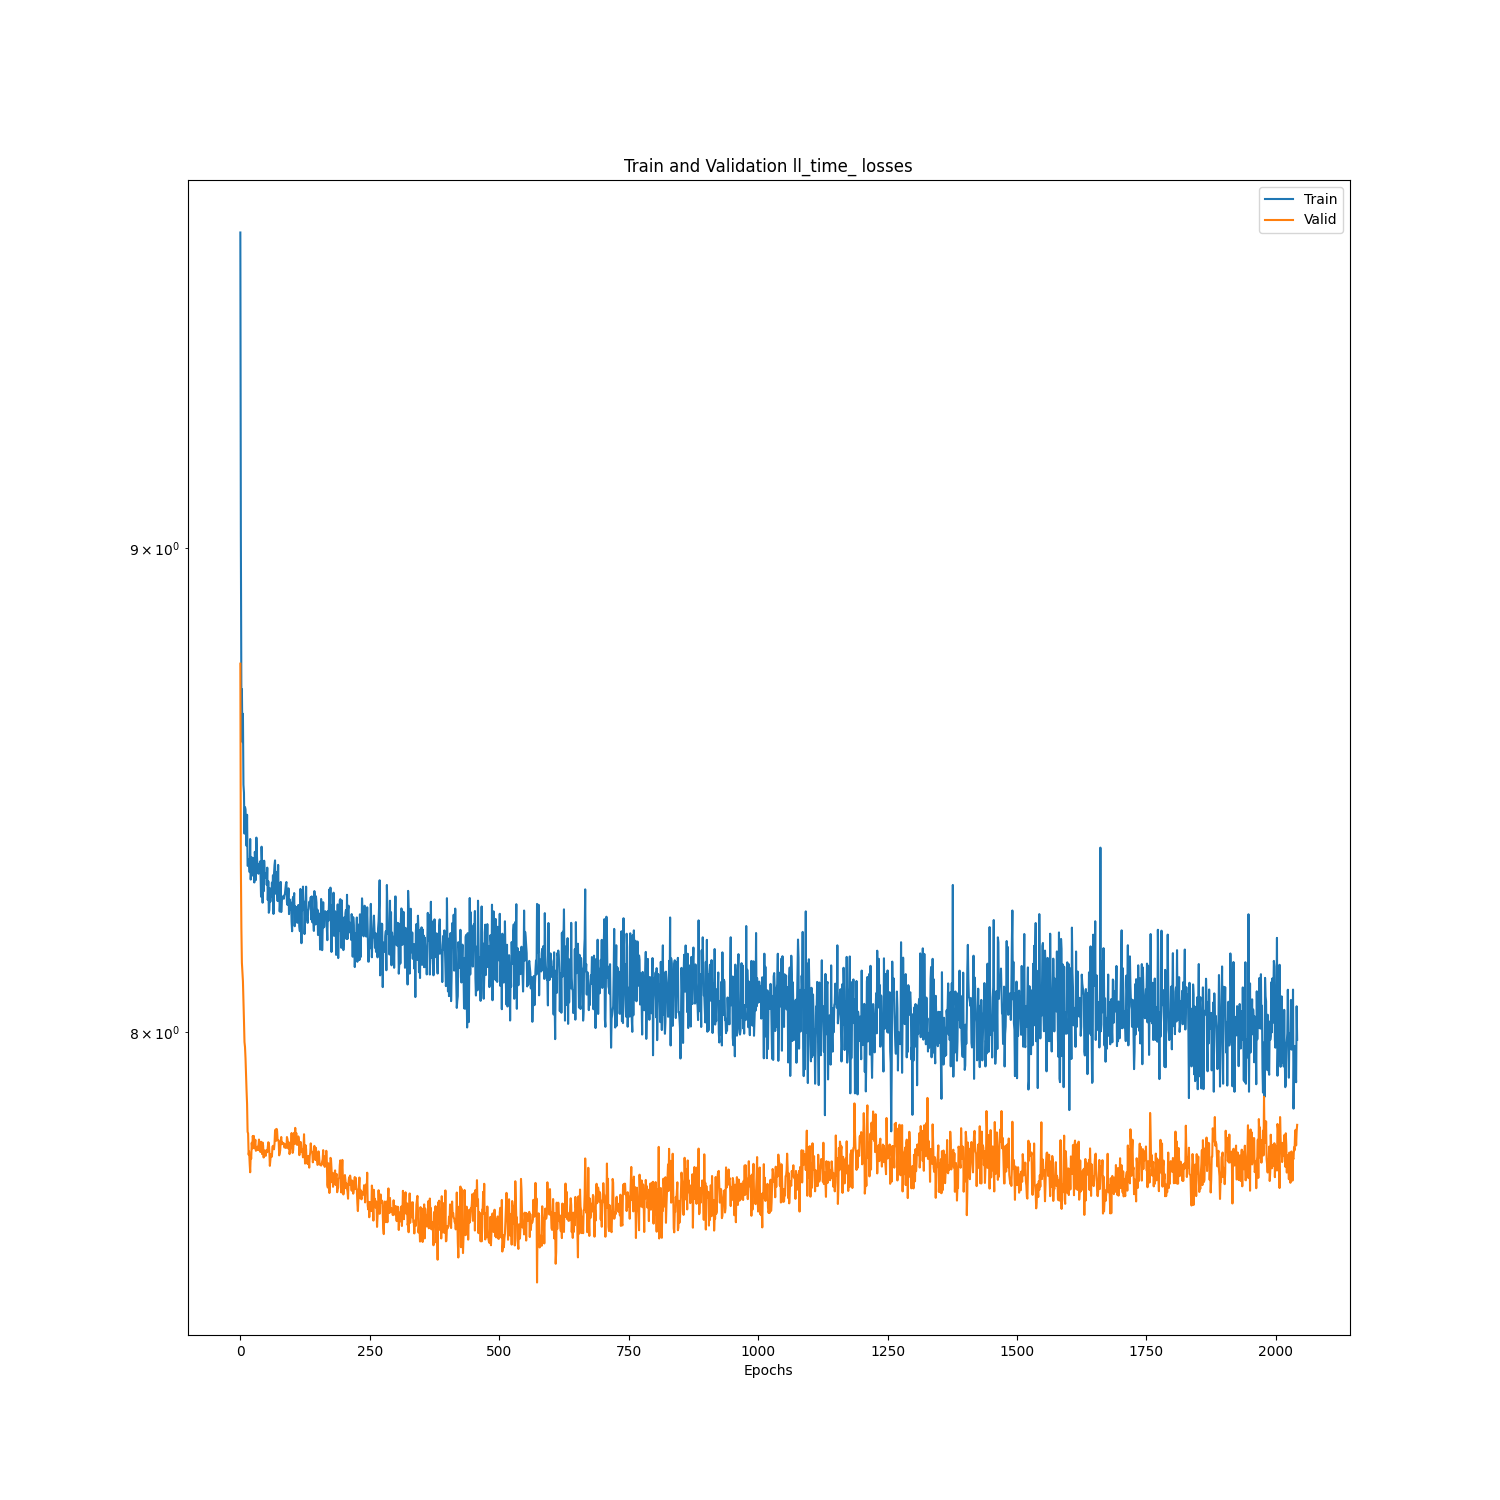 Train and Validation ll_time_ losses
Train
Valid
9 × 10⁰
8 × 10⁰
0 250 500 750 1000 1250 1500 1750 2000
Epochs